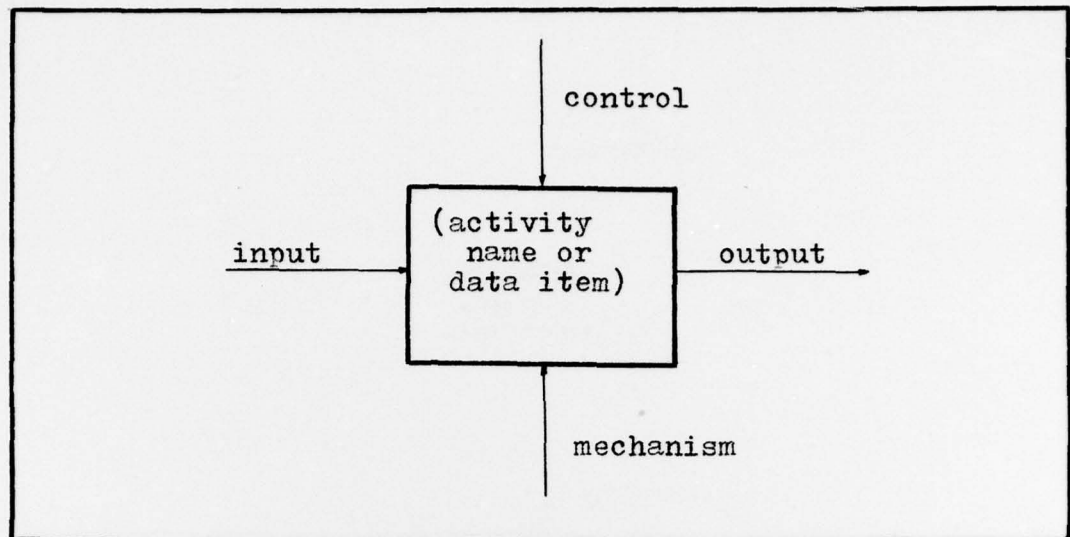 control
(activity
name or
data item)
input
output
mechanism